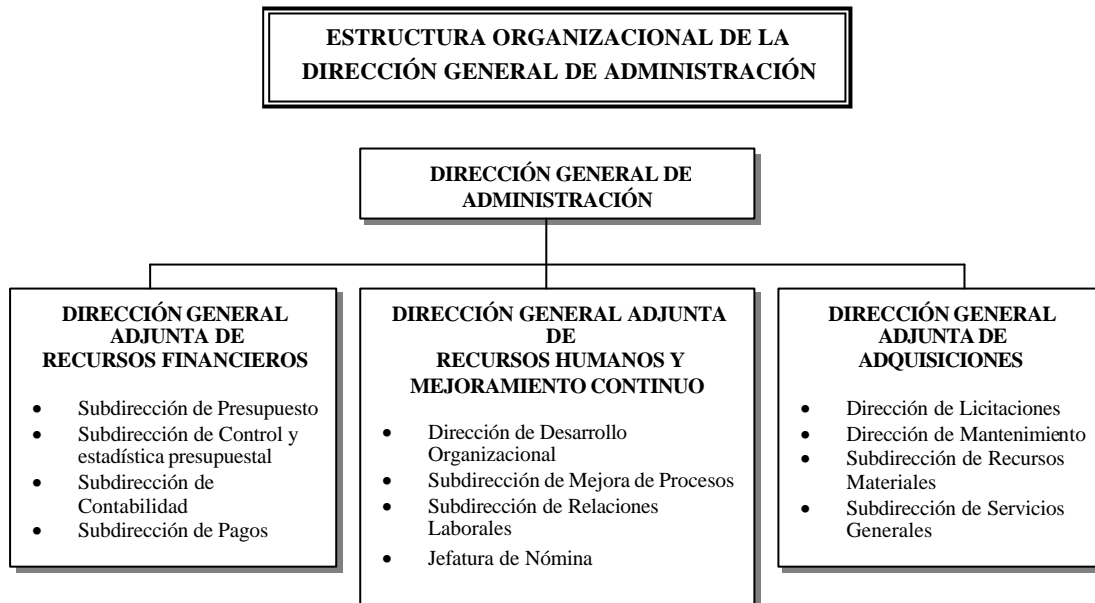 ESTRUCTURA ORGANIZACIONAL DE LA
DIRECCIÓN GENERAL DE ADMINISTRACIÓN
DIRECCIÓN GENERAL DE
ADMINISTRACIÓN
DIRECCIÓN GENERAL
ADJUNTA DE
RECURSOS FINANCIEROS
• Subdirección de Presupuesto
• Subdirección de Control y
estadística presupuestal
• Subdirección de
Contabilidad
• Subdirección de Pagos
DIRECCIÓN GENERAL ADJUNTA
DE
RECURSOS HUMANOS Y
MEJORAMIENTO CONTINUO
• Dirección de Desarrollo
Organizacional
• Subdirección de Mejora de Procesos
• Subdirección de Relaciones
Laborales
• Jefatura de Nómina
DIRECCIÓN GENERAL
ADJUNTA DE
ADQUISICIONES
• Dirección de Licitaciones
• Dirección de Mantenimiento
• Subdirección de Recursos
Materiales
• Subdirección de Servicios
Generales